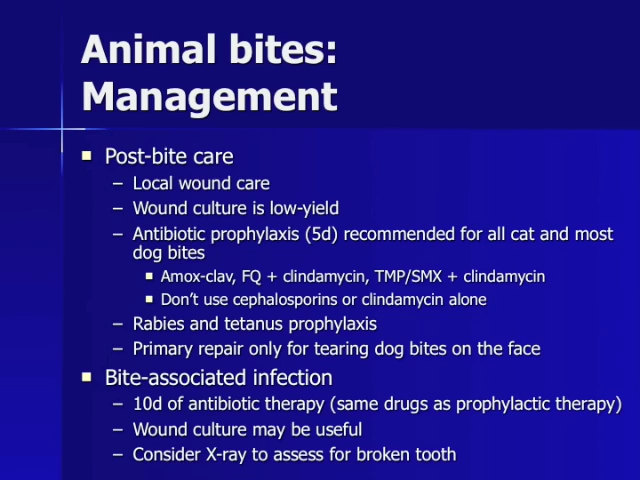 Animal bites:
Management
Post-bite care
– Local wound care
– Wound culture is low-yield
– Antibiotic prophylaxis (5d) recommended for all cat and most
dog bites
Amox-clav, FQ + clindamycin, TMP/SMX + clindamycin
Don't use cephalosporins or clindamycin alone
– Rabies and tetanus prophylaxis
– Primary repair only for tearing dog bites on the face
Bite-associated infection
– 10d of antibiotic therapy (same drugs as prophylactic therapy)
– Wound culture may be useful
– Consider X-ray to assess for broken tooth